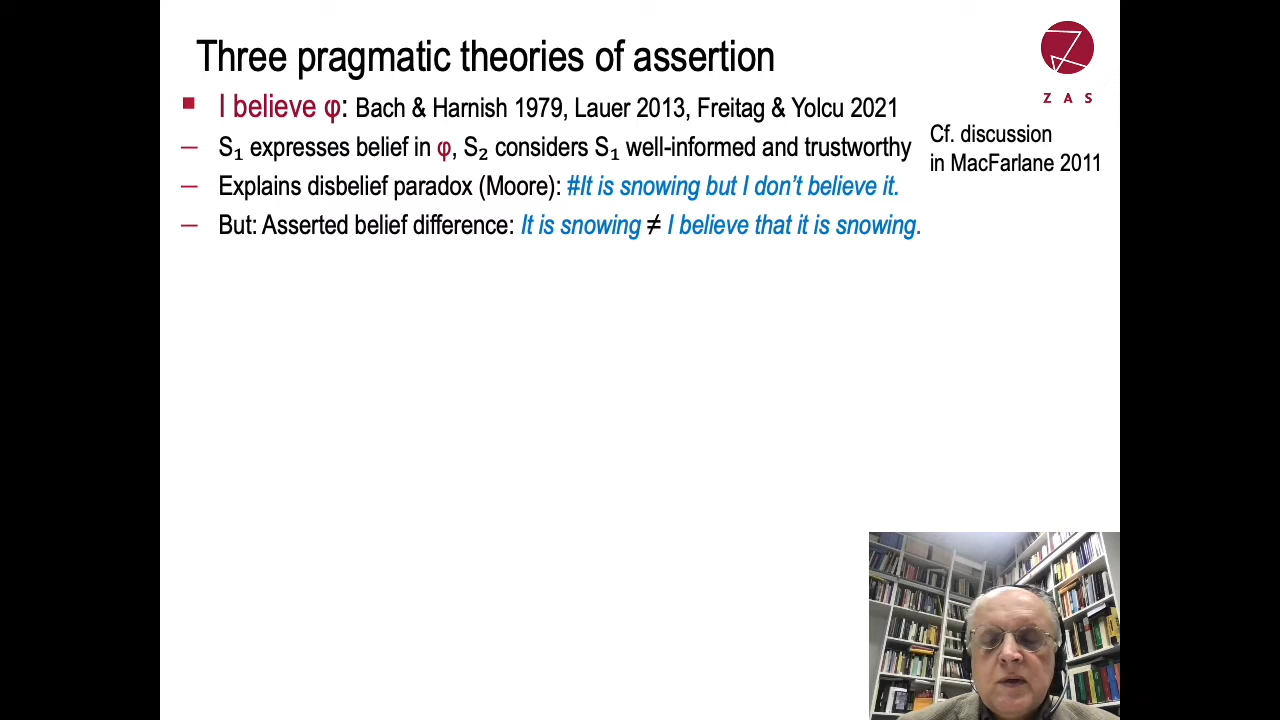 Three pragmatic theories of assertion
Z A S
I believe φ: Bach & Harnish 1979, Lauer 2013, Freitag & Yolcu 2021
– S₁ expresses belief in φ, S₂ considers S₁ well-informed and trustworthy
– Explains disbelief paradox (Moore): #It is snowing but I don't believe it.
– But: Asserted belief difference: It is snowing ≠ I believe that it is snowing.
Cf. discussion
in MacFarlane 2011